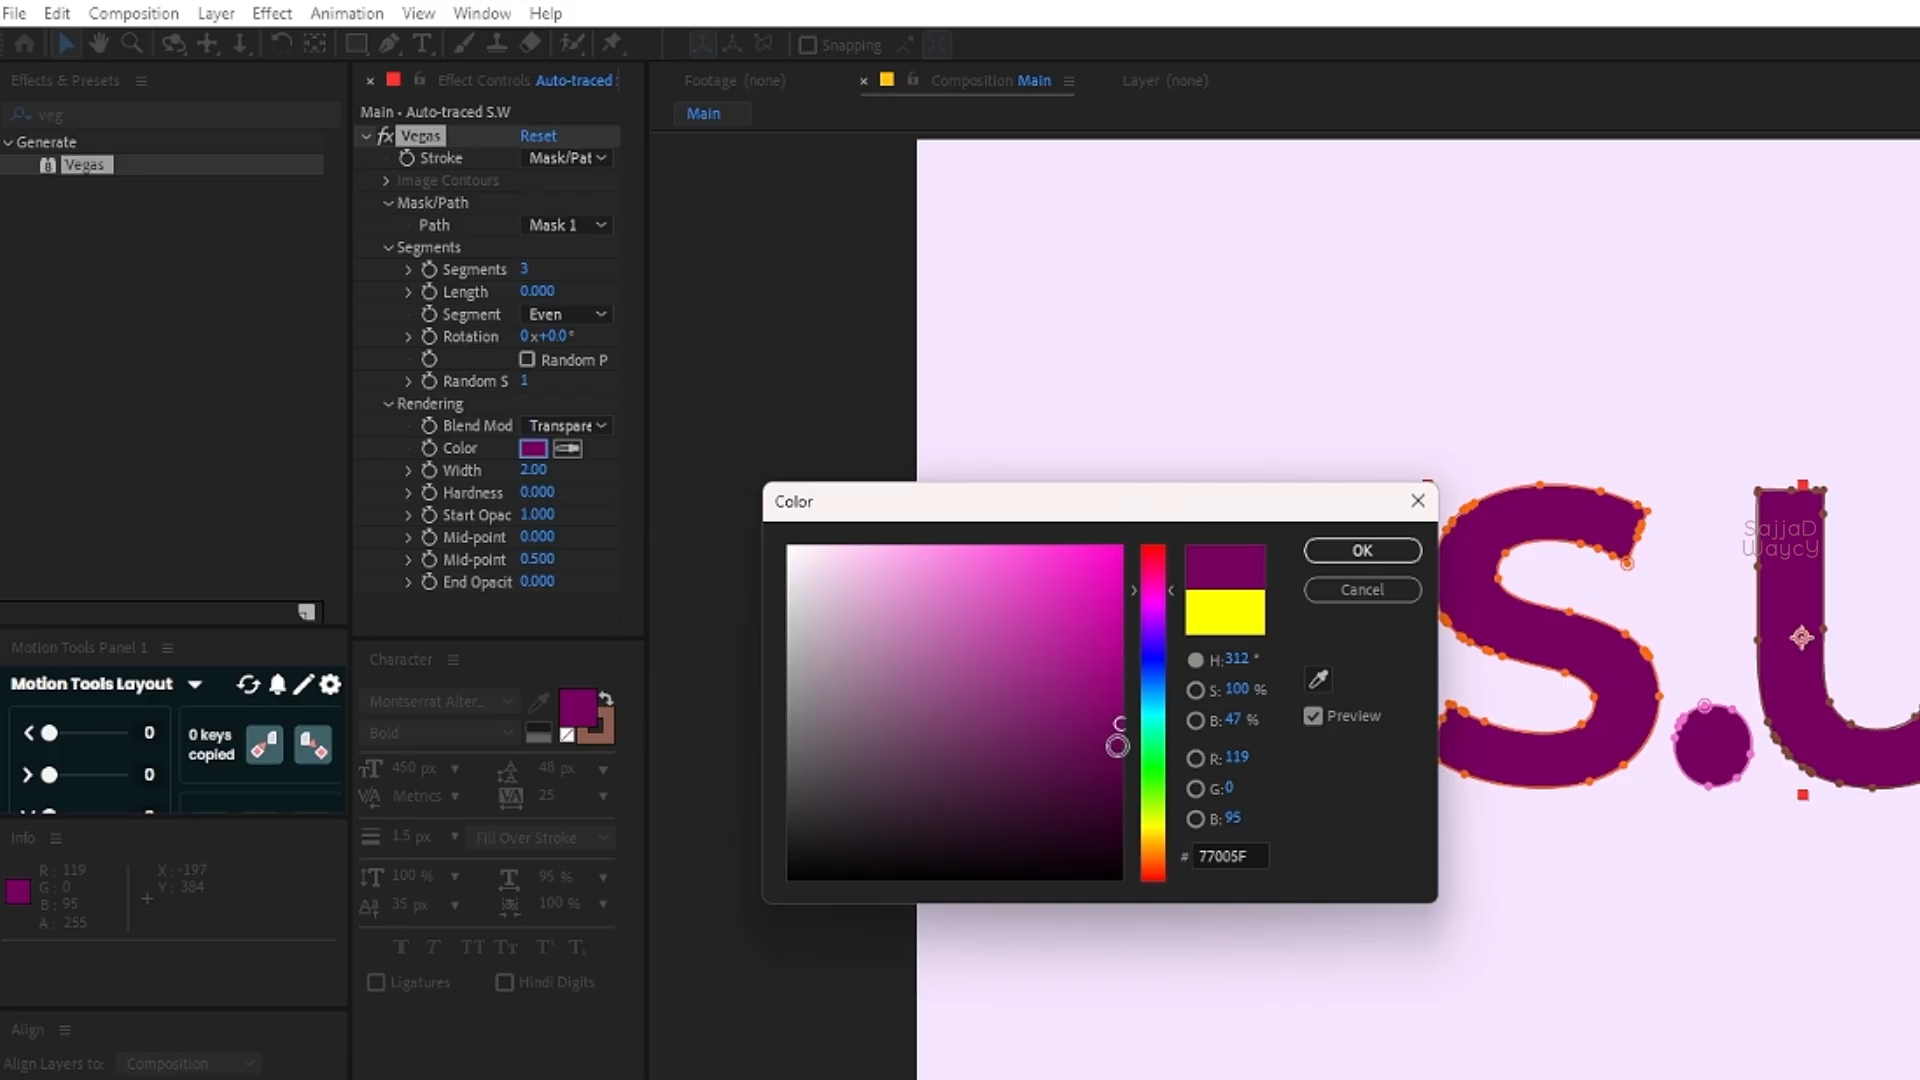 File Edit Composition Layer Effect Animation View Window Help
Snapping
Effects & Presets
veg
Generate
Vegas
Effect Controls Auto-traced
Main • Auto-traced S.W
fx Vegas Reset
Stroke Mask/Pat
Image Contours
Mask/Path
Path Mask 1
Segments
Segments 3
Length 0.000
Segment Even
Rotation 0x+0.0°
Random P
Random S 1
Rendering
Blend Mod Transpare
Color
Width 2.00
Hardness 0.000
Start Opac 1.000
Mid-point 0.000
Mid-point 0.500
End Opacit 0.000
Footage (none) Composition Main Layer (none)
Main
Color
OK
Cancel
H: 312 °
S: 100 %
B: 47 %
R: 119
G: 0
B: 95
# 77005F
Preview
S.U
SajjaD
WaycY
Motion Tools Panel 1
Motion Tools Layout
0
0
0 keys
copied
Info
R: 119
G: 0
B: 95
A: 255
X: -197
Y: 384
Align
Align Layers to: Composition
Character
Montserrat Alter...
Bold
450 px 48 px
Metrics 25
1.5 px Fill Over Stroke
100 % 95 %
35 px 100 %
T T TT Tт T' T,
Ligatures Hindi Digits